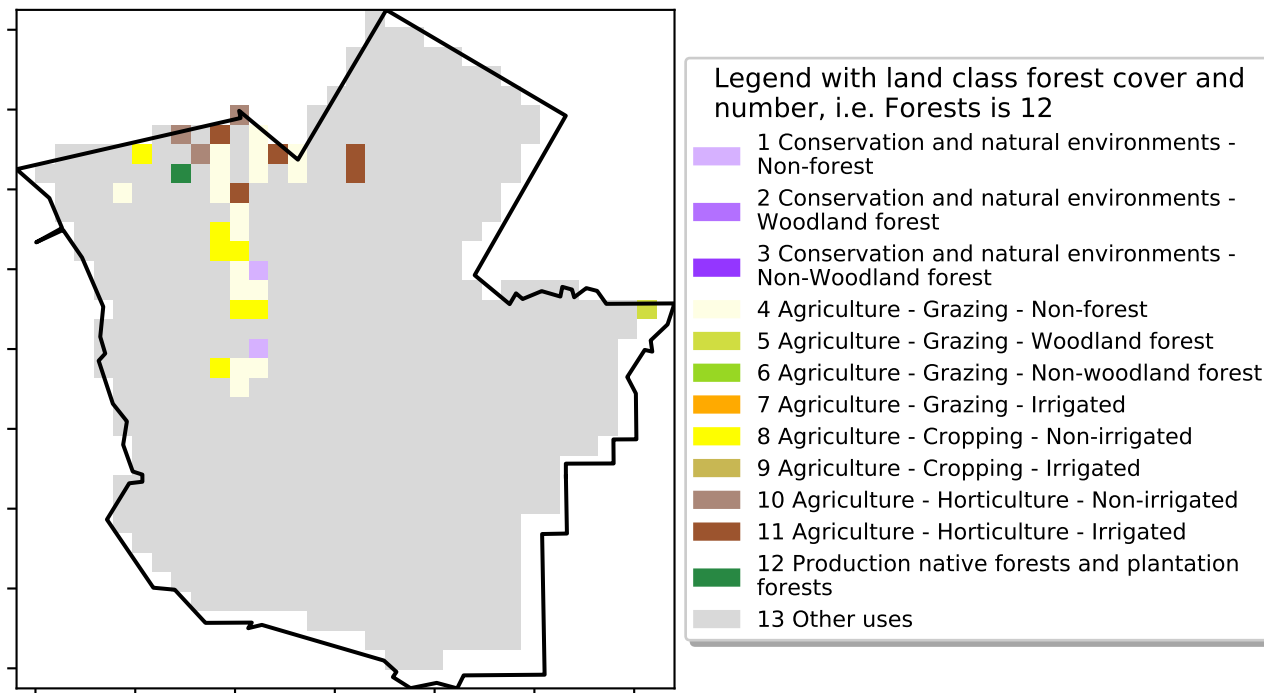 Legend with land class forest cover and
number, i.e. Forests is 12
1 Conservation and natural environments -
Non-forest
2 Conservation and natural environments -
Woodland forest
3 Conservation and natural environments -
Non-Woodland forest
4 Agriculture - Grazing - Non-forest
5 Agriculture - Grazing - Woodland forest
6 Agriculture - Grazing - Non-woodland forest
7 Agriculture - Grazing - Irrigated
8 Agriculture - Cropping - Non-irrigated
9 Agriculture - Cropping - Irrigated
10 Agriculture - Horticulture - Non-irrigated
11 Agriculture - Horticulture - Irrigated
12 Production native forests and plantation
forests
13 Other uses